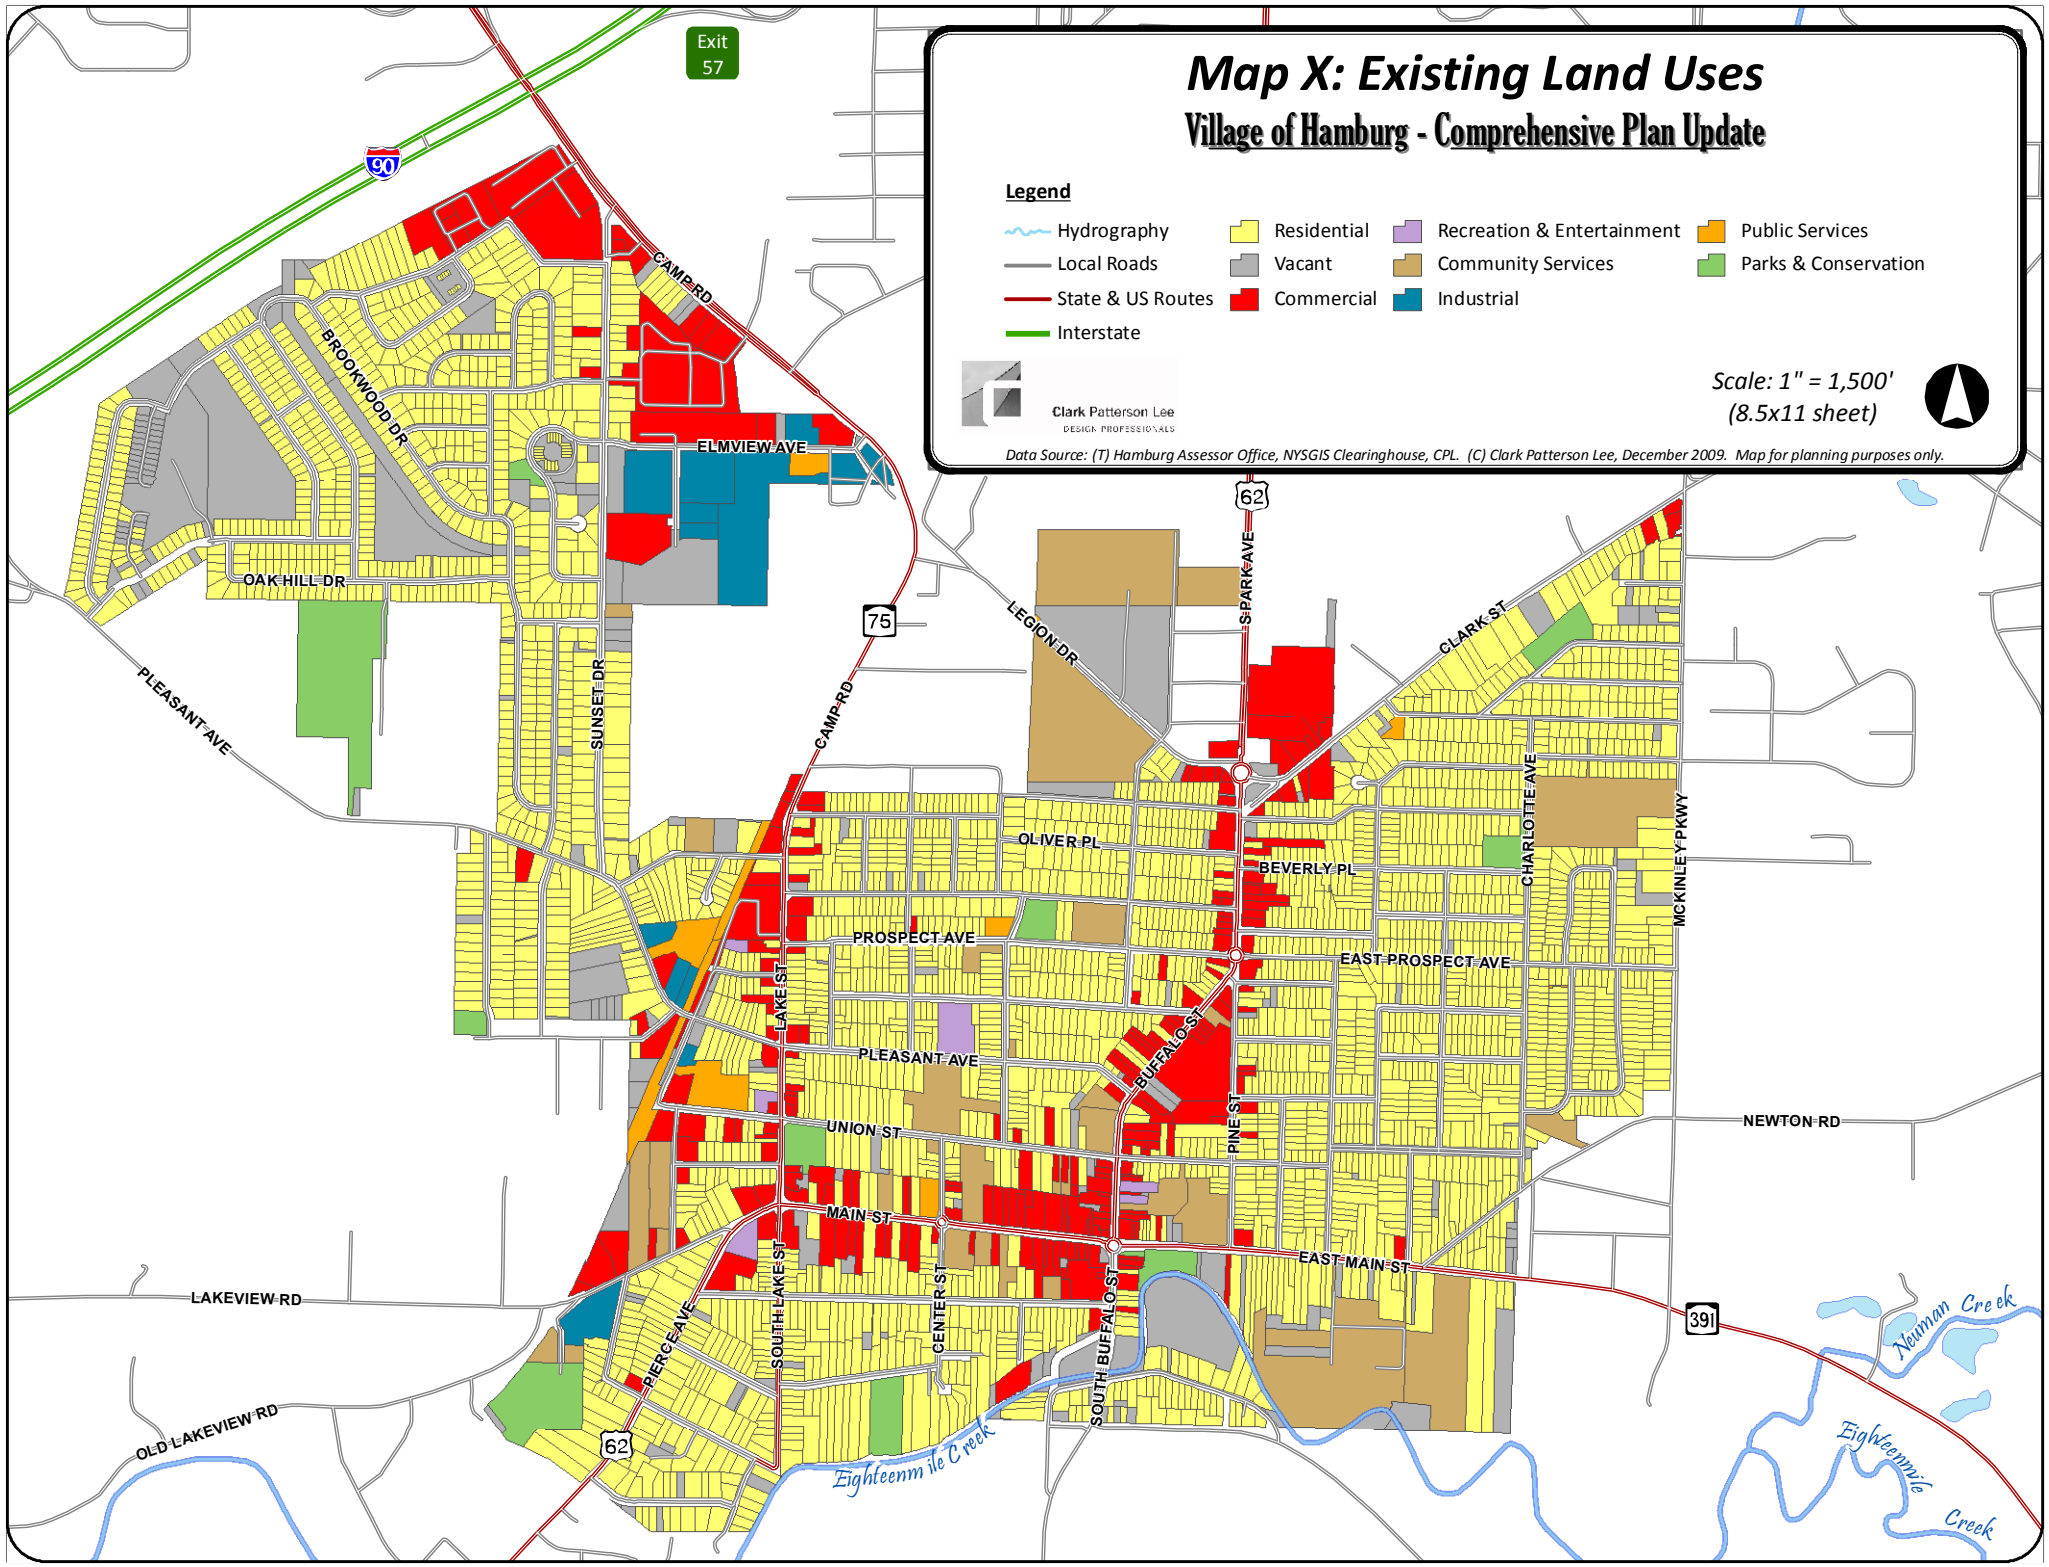 Exit
57
Map X: Existing Land Uses
Village of Hamburg - Comprehensive Plan Update
Legend
Hydrography
Local Roads
State & US Routes
Interstate
Residential
Vacant
Commercial
Recreation & Entertainment
Community Services
Industrial
Public Services
Parks & Conservation
Clark Patterson Lee
DESIGN PROFESSIONALS
Scale: 1" = 1,500'
(8.5x11 sheet)
Data Source: (T) Hamburg Assessor Office, NYSGIS Clearinghouse, CPL. (C) Clark Patterson Lee, December 2009. Map for planning purposes only.
90
CAMP RD
BROOKWOOD DR
ELMVIEW AVE
62
S PARK AVE
OAK HILL DR
75
LEGION DR
CLARK ST
PLEASANT AVE
SUNSET DR
CAMP RD
CHARLOTTE AVE
MCKINLEY PKWY
OLIVER PL
BEVERLY PL
PROSPECT AVE
EAST PROSPECT AVE
LAKE ST
BUFFALO ST
PLEASANT AVE
PINE ST
UNION ST
NEWTON RD
MAIN ST
EAST MAIN ST
LAKEVIEW RD
SOUTH LAKE ST
CENTER ST
SOUTH BUFFALO ST
PIERCE AVE
391
Neuman Creek
OLD LAKEVIEW RD
62
Eighteenmile Creek
Eighteenmile
Creek